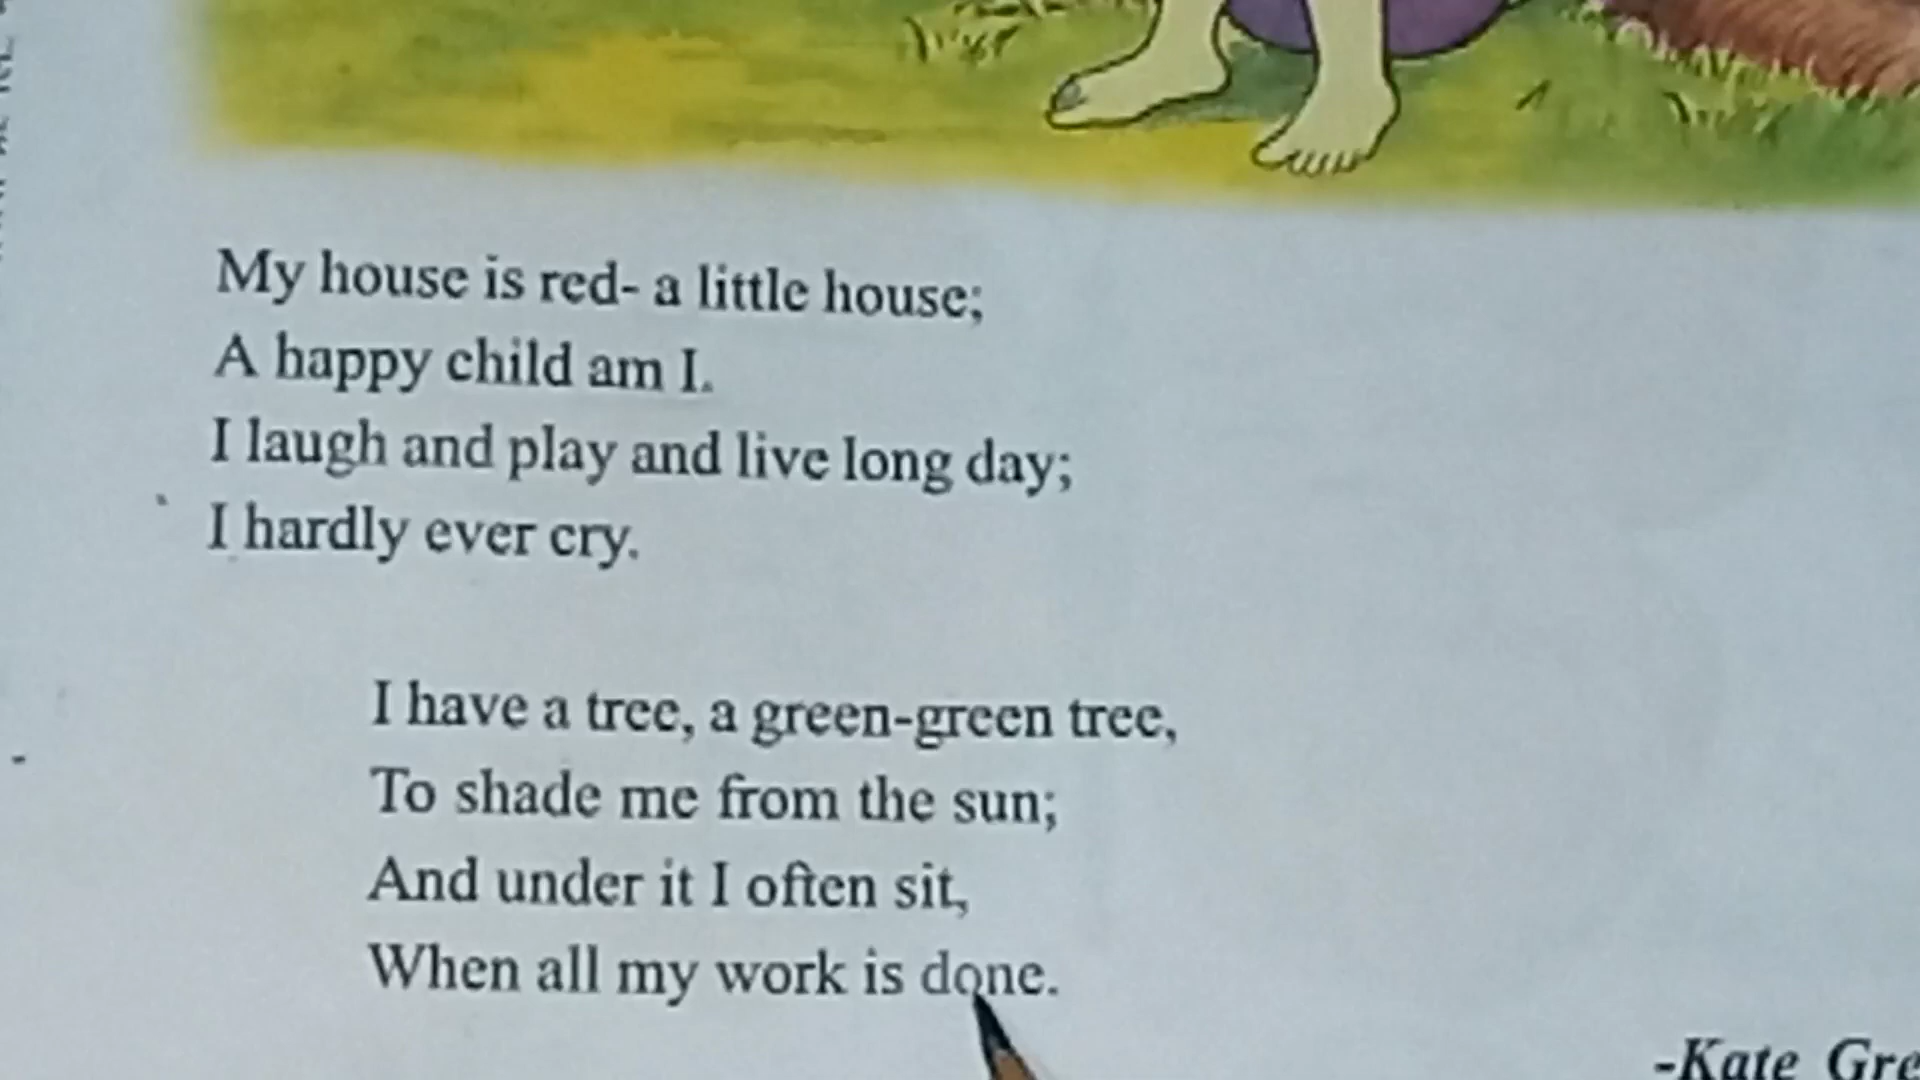 My house is red- a little house;
A happy child am I.
I laugh and play and live long day;
I hardly ever cry.
I have a tree, a green-green tree,
To shade me from the sun;
And under it I often sit,
When all my work is done.
-Kate Gre